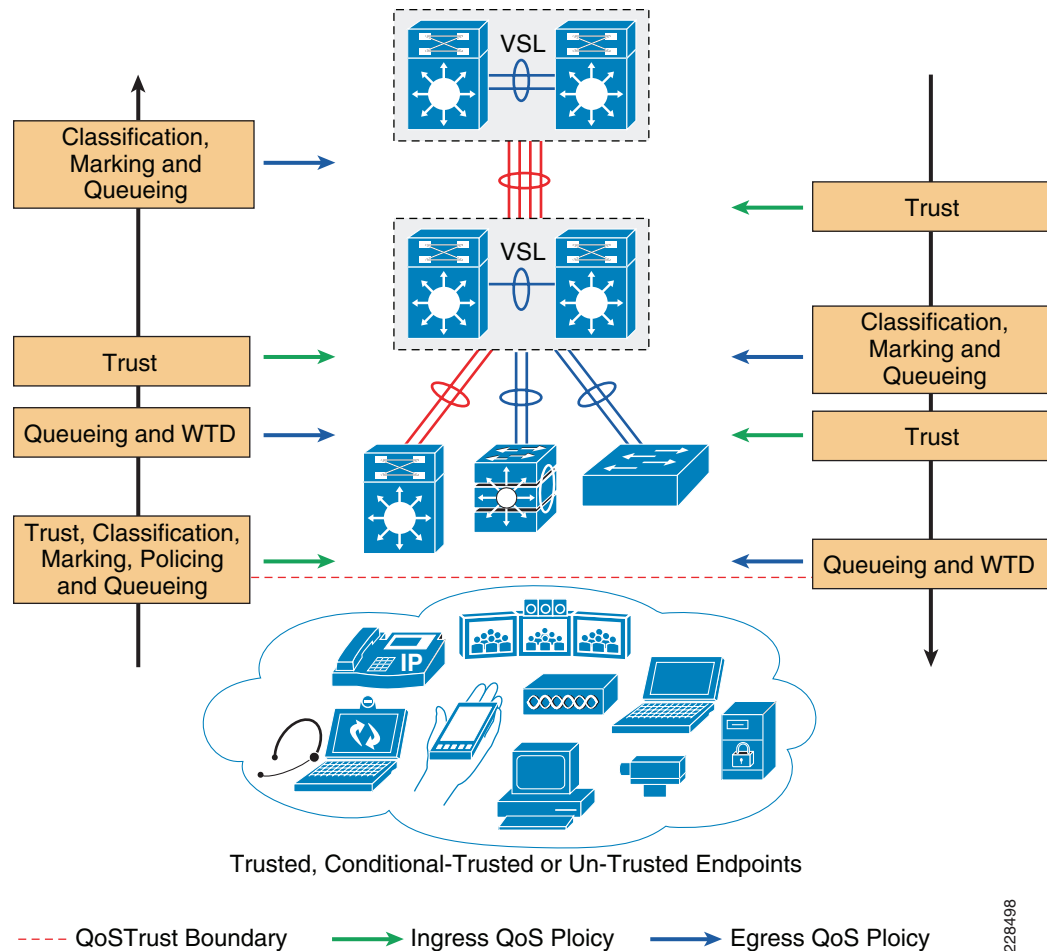 VSL
Classification,
Marking and
Queueing
Trust
VSL
Trust
Classification,
Marking and
Queueing
Queueing and WTD
Trust
Trust, Classification,
Marking, Policing
and Queueing
Queueing and WTD
IP
Trusted, Conditional-Trusted or Un-Trusted Endpoints
QoSTrust Boundary
Ingress QoS Ploicy
Egress QoS Ploicy
228498